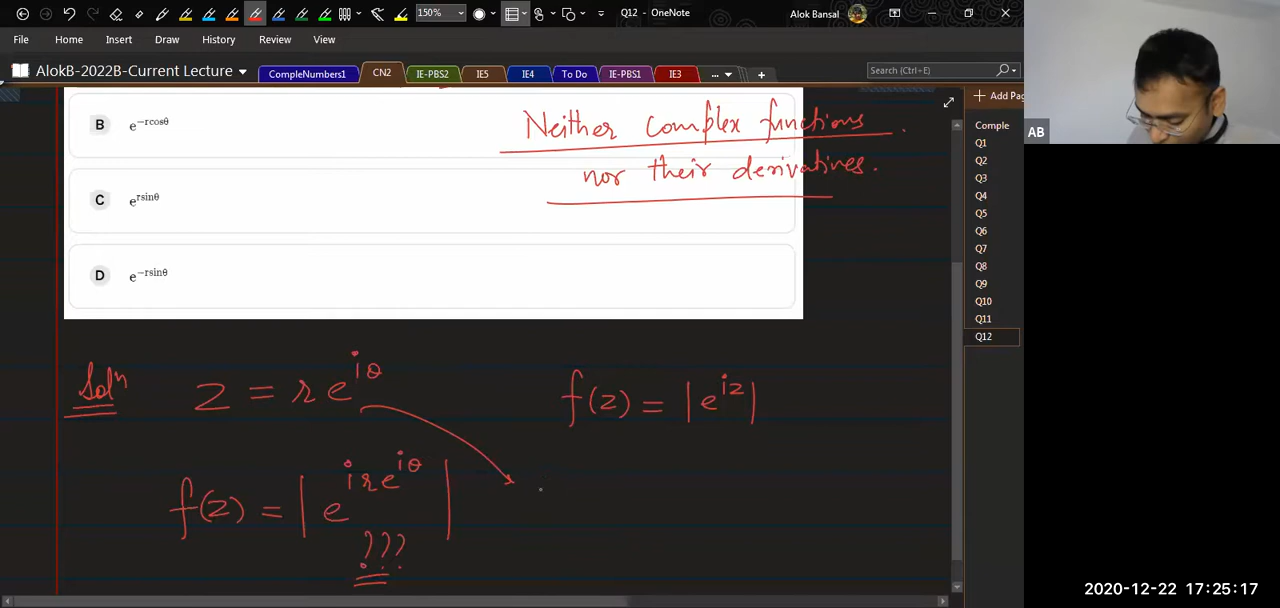 150%
Q12 - OneNote
Alok Bansal
File Home Insert Draw History Review View
AlokB-2022B-Current Lecture
CompleNumbers1 CN2 IE-PBS2 IE5 IE4 To Do IE-PBS1 IE3 ... +
Search (Ctrl+E)
+ Add Pag
Comple
Q1
Q2
Q3
Q4
Q5
Q6
Q7
Q8
Q9
Q10
Q11
Q12
AB
B e^{-rcosθ}
C e^{rsinθ}
D e^{-rsinθ}
Neither complex functions.
nor their derivatives.
Solⁿ z = re^{iθ} f(z) = |e^{iz}|
f(z) = |e^{ire^{iθ}}|
???
2020-12-22 17:25:17